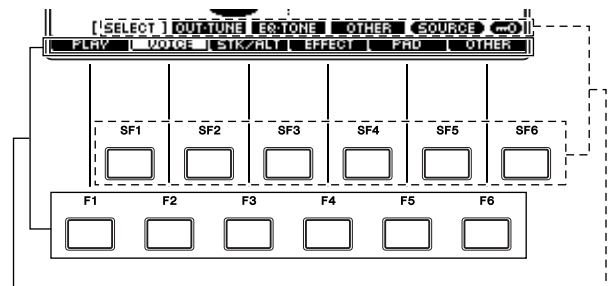 SELECT OUT·TUNE EQ·TONE OTHER SOURCE
PLAY VOICE STK/ALT EFFECT PAD OTHER
SF1 SF2 SF3 SF4 SF5 SF6
F1 F2 F3 F4 F5 F6